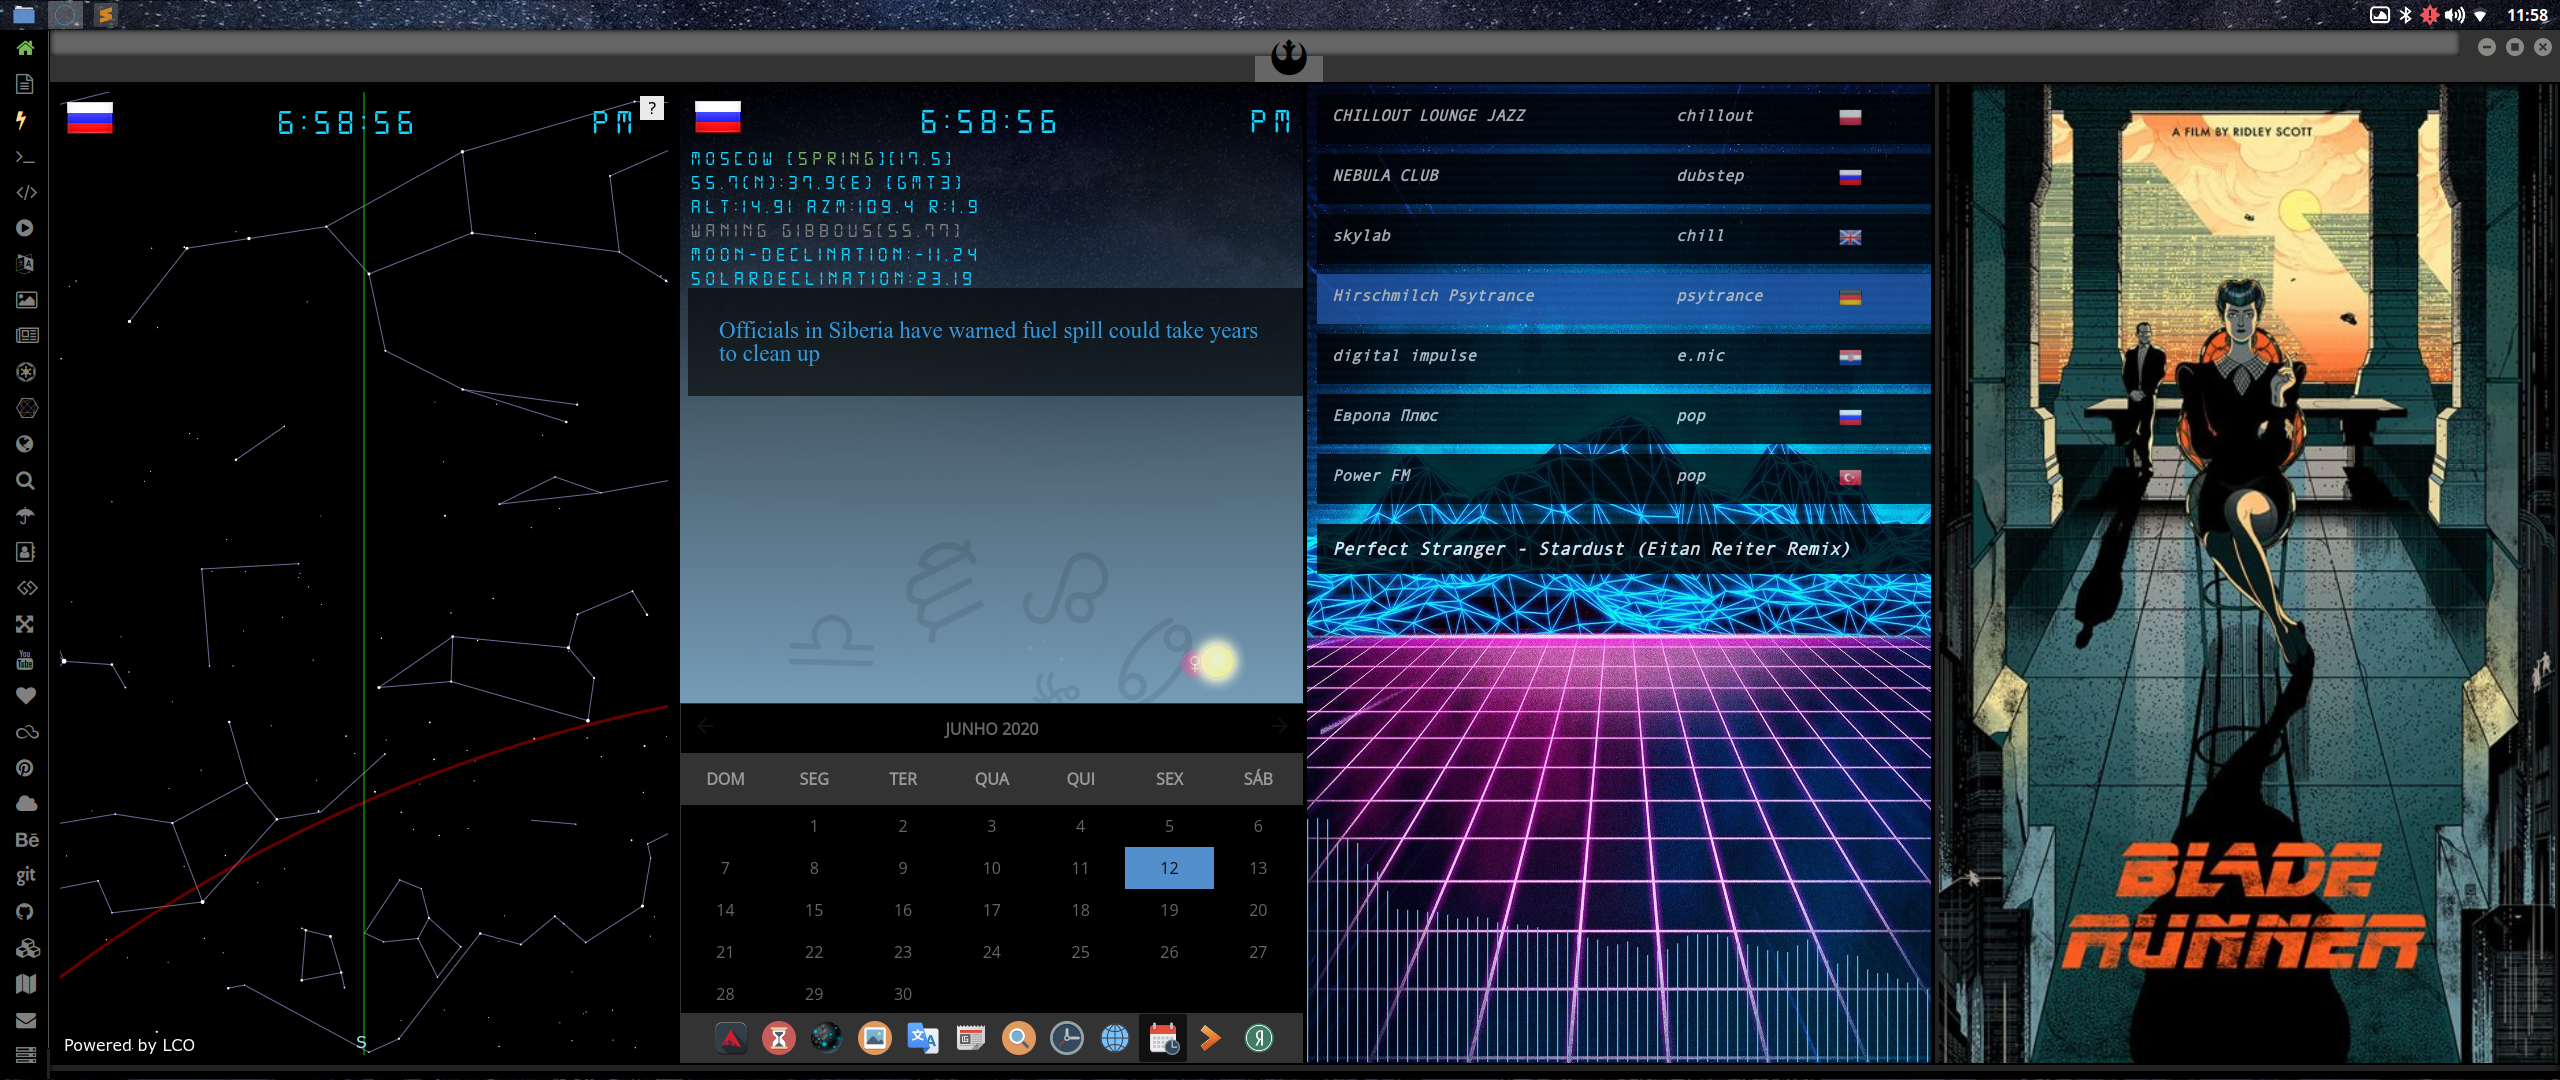 11:58
6:58:56 PM ?
Powered by LCO
S
6:58:56 PM
MOSCOW [SPRING][17.5]
55.7(N):37.9(E) [GMT3]
ALT:14.91 AZM:109.4 R:1.9
WANING GIBBOUS[55.77]
MOON-DECLINATION:-11.24
SOLARDECLINATION:23.19
Officials in Siberia have warned fuel spill could take years
to clean up
JUNHO 2020
DOM SEG TER QUA QUI SEX SÁB
1 2 3 4 5 6
7 8 9 10 11 12 13
14 15 16 17 18 19 20
21 22 23 24 25 26 27
28 29 30
CHILLOUT LOUNGE JAZZ chillout
NEBULA CLUB dubstep
skylab chill
Hirschmilch Psytrance psytrance
digital impulse e.nic
Европа Плюс pop
Power FM pop
Perfect Stranger - Stardust (Eitan Reiter Remix)
A FILM BY RIDLEY SCOTT
BLADE
RUNNER
You
Tube
Bē
git
文A
Я